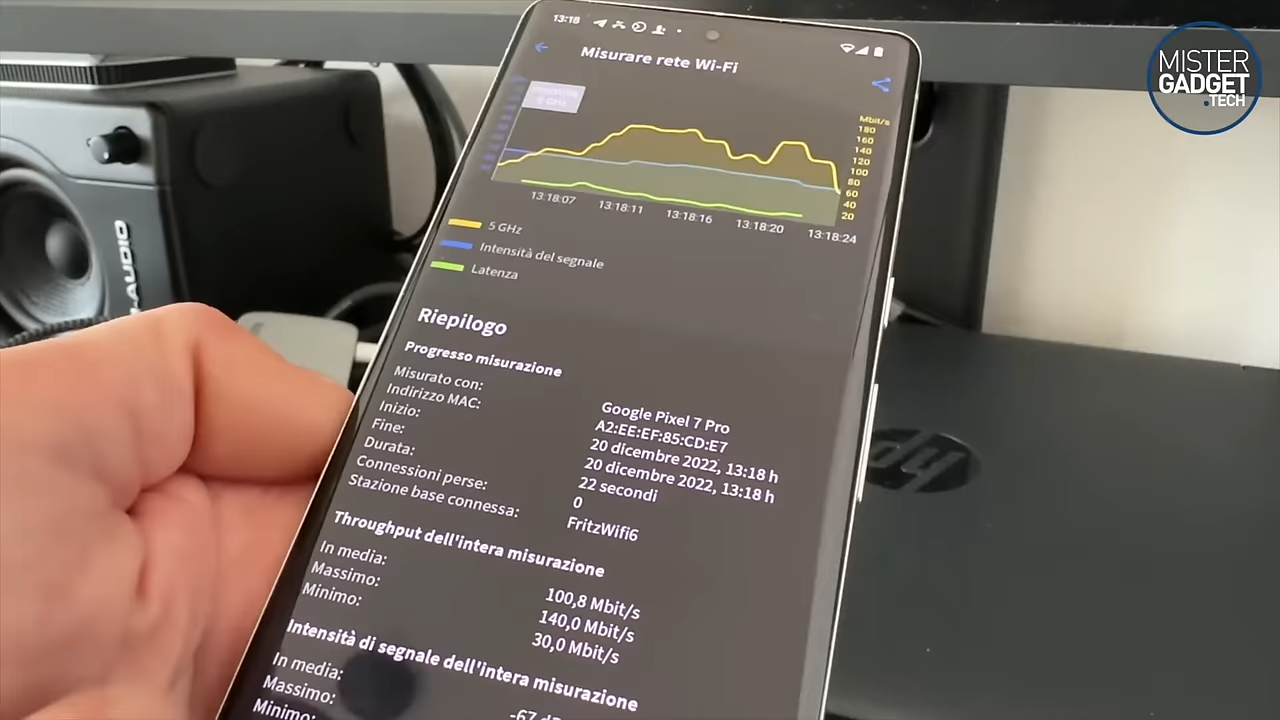 13:18
MISTER
GADGET
.TECH
Misurare rete Wi-Fi
Mbit/s
180
160
140
120
100
80
60
40
20
13:18:07 13:18:11 13:18:16 13:18:20 13:18:24
5 GHz
Intensità del segnale
Latenza
Riepilogo
Progresso misurazione
Misurato con: Google Pixel 7 Pro
Indirizzo MAC: A2:EE:EF:85:CD:E7
Inizio: 20 dicembre 2022, 13:18 h
Fine: 20 dicembre 2022, 13:18 h
Durata: 22 secondi
Connessioni perse: 0
Stazione base connessa: FritzWifi6
Throughput dell'intera misurazione
In media: 100,8 Mbit/s
Massimo: 140,0 Mbit/s
Minimo: 30,0 Mbit/s
Intensità di segnale dell'intera misurazione
In media: -67
Massimo:
Minimo:
-AUDIO
hp